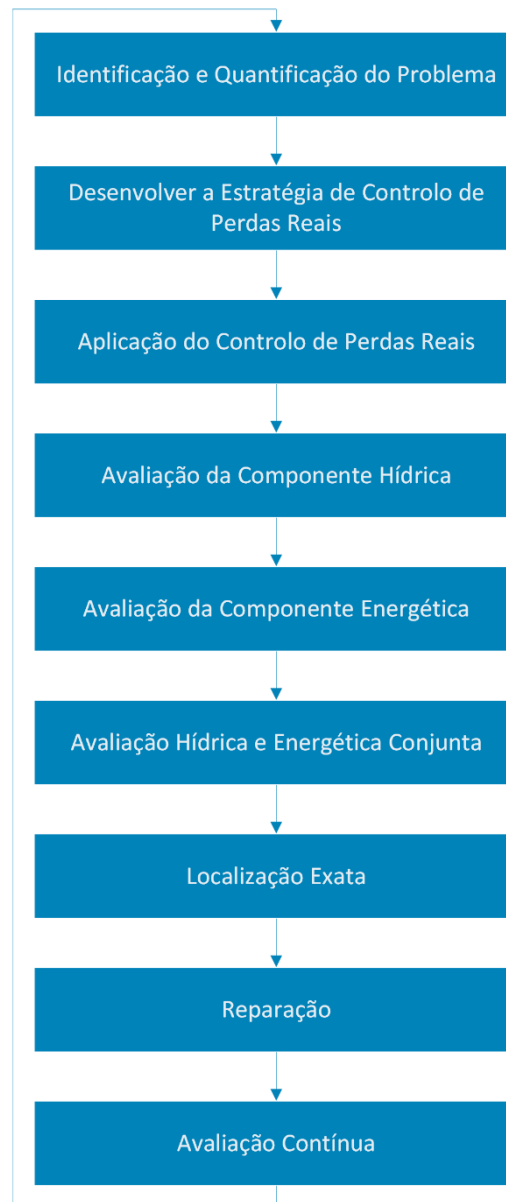 Identificação e Quantificação do Problema
Desenvolver a Estratégia de Controlo de
Perdas Reais
Aplicação do Controlo de Perdas Reais
Avaliação da Componente Hídrica
Avaliação da Componente Energética
Avaliação Hídrica e Energética Conjunta
Localização Exata
Reparação
Avaliação Contínua